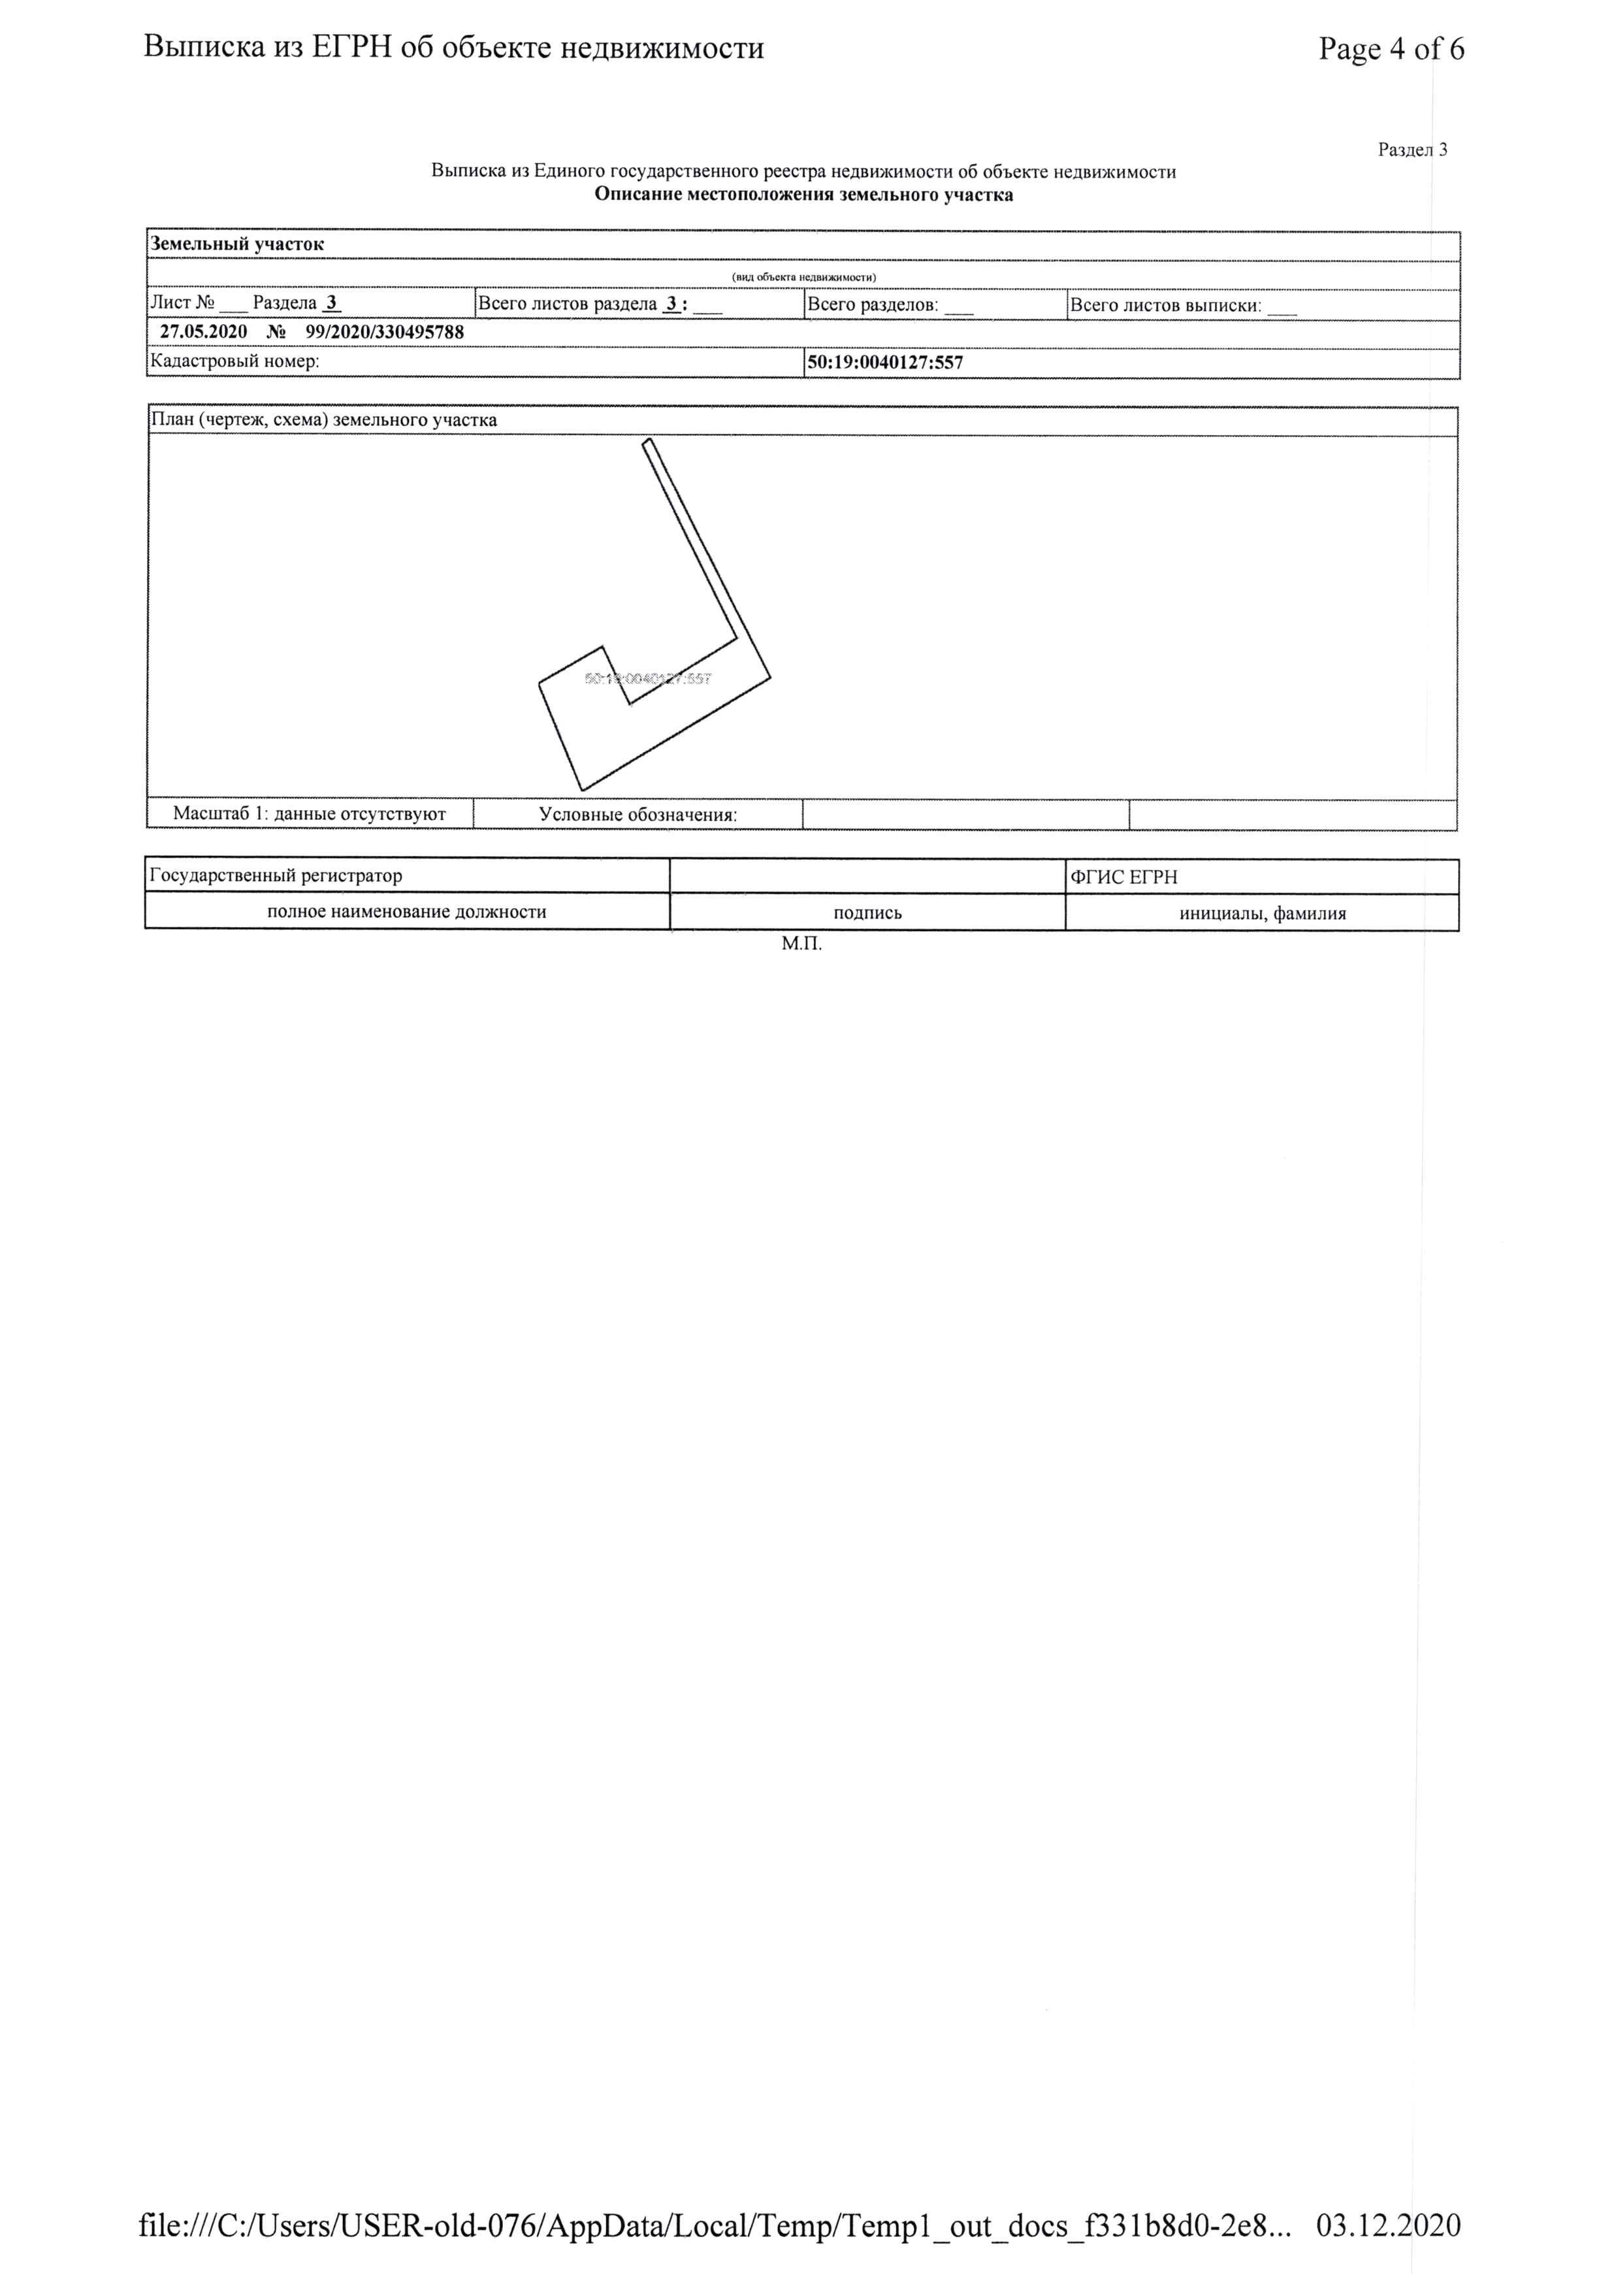 Выписка из ЕГРН об объекте недвижимости Page 4 of 6
Раздел 3
Выписка из Единого государственного реестра недвижимости об объекте недвижимости
Описание местоположения земельного участка
Земельный участок
(вид объекта недвижимости)
Лист № ___ Раздела 3 Всего листов раздела 3 : ___ Всего разделов: ___ Всего листов выписки: ___
27.05.2020 № 99/2020/330495788
Кадастровый номер: 50:19:0040127:557
План (чертеж, схема) земельного участка
50:19:0040127:557
Масштаб 1: данные отсутствуют Условные обозначения:
Государственный регистратор ФГИС ЕГРН
полное наименование должности подпись инициалы, фамилия
М.П.
file:///C:/Users/USER-old-076/AppData/Local/Temp/Temp1_out_docs_f331b8d0-2e8... 03.12.2020